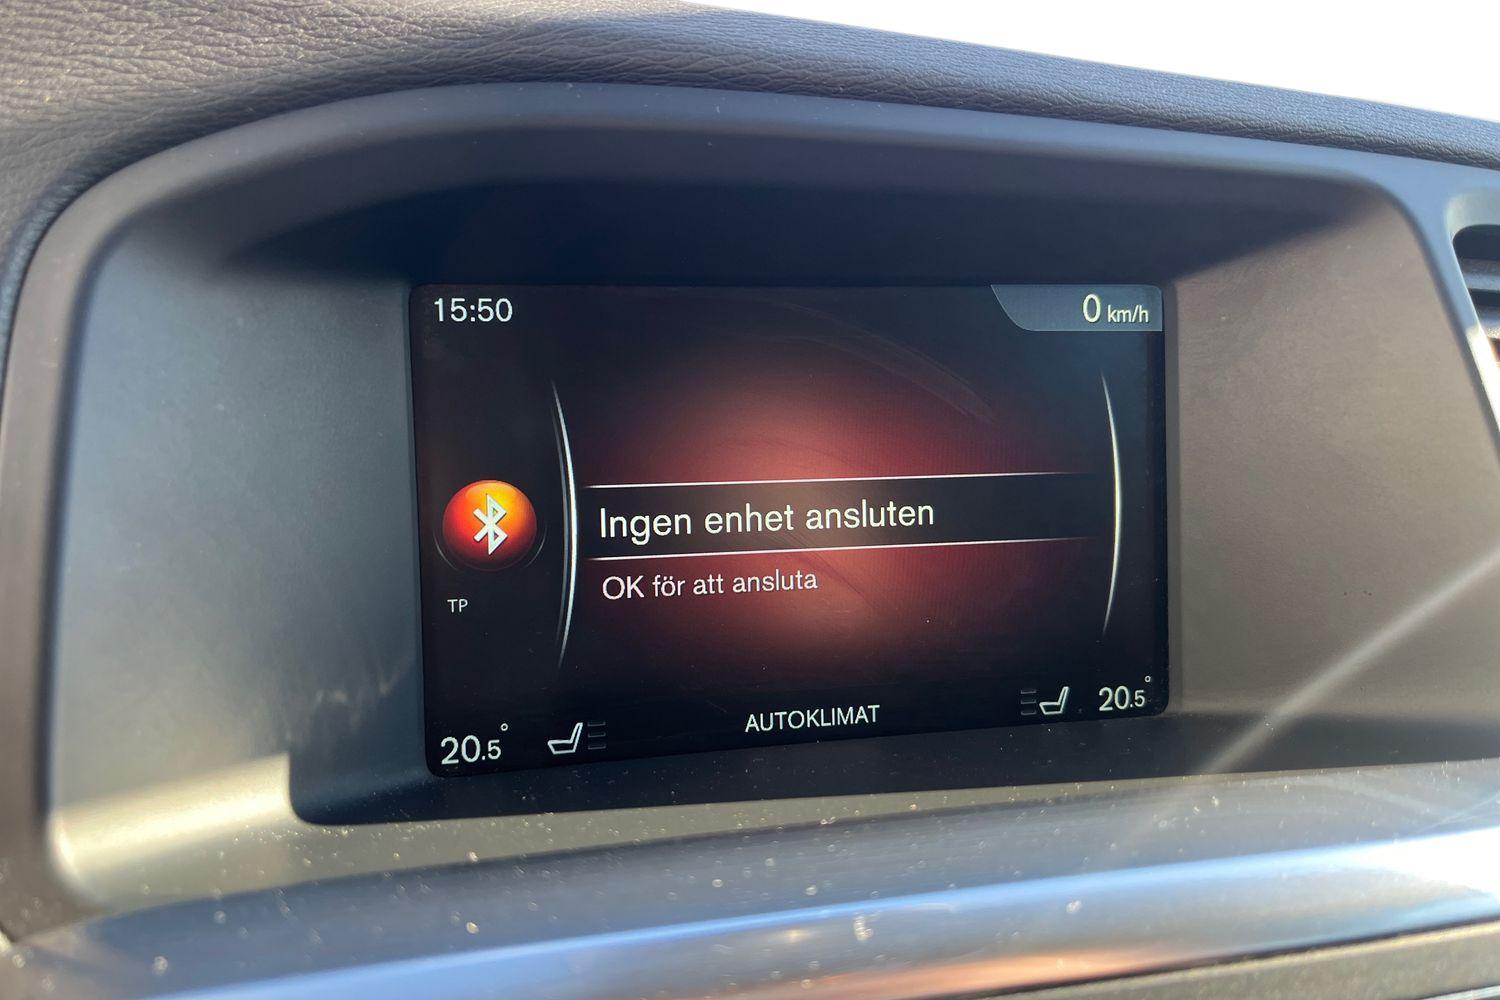 15:50
0 km/h
Ingen enhet ansluten
OK för att ansluta
TP
20.5° AUTOKLIMAT 20.5°